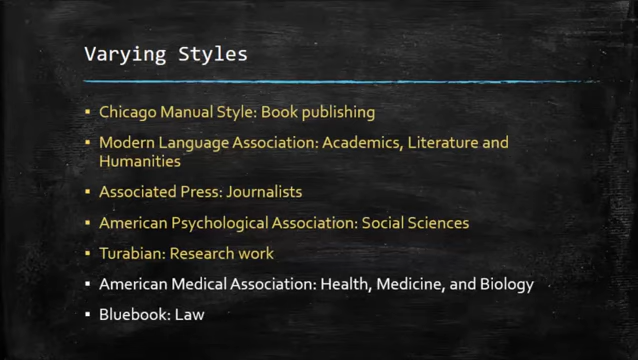 Varying Styles
▪ Chicago Manual Style: Book publishing
▪ Modern Language Association: Academics, Literature and
Humanities
▪ Associated Press: Journalists
▪ American Psychological Association: Social Sciences
▪ Turabian: Research work
▪ American Medical Association: Health, Medicine, and Biology
▪ Bluebook: Law